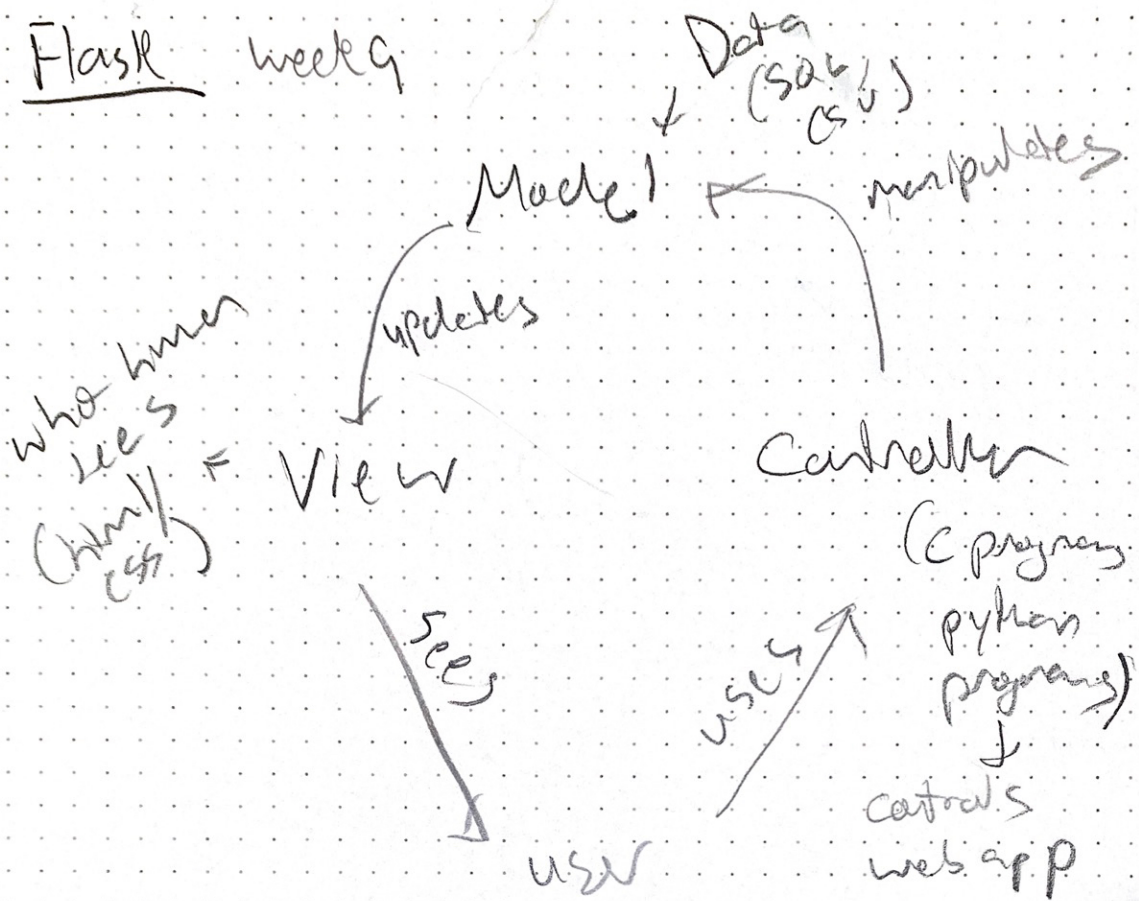 Flask week 9
Data
(SQL
CSV)
Model
manipulates
updates
what human
sees
(html/
css)
View
Controller
(C program
python
programs)
controls
web app
sees
uses
user